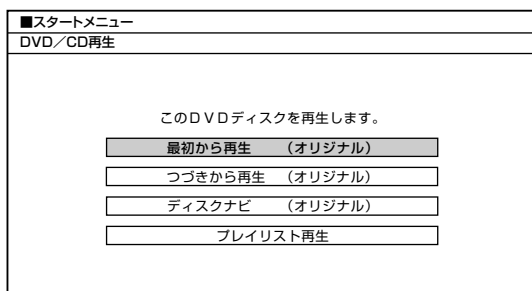 ■スタートメニュー
DVD／CD再生
このＤＶＤディスクを再生します。
最初から再生　（オリジナル）
つづきから再生　（オリジナル）
ディスクナビ　（オリジナル）
プレイリスト再生